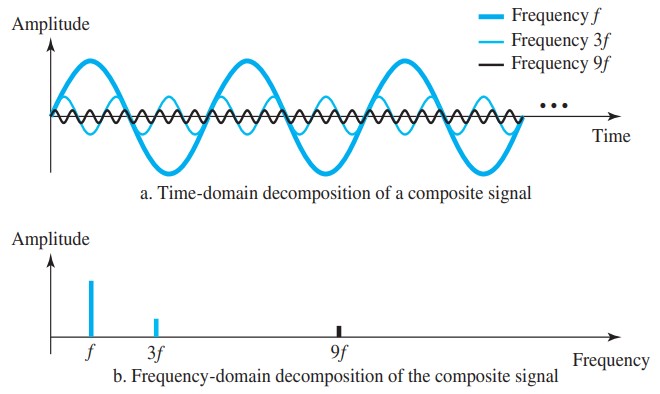 Amplitude
Frequency f
Frequency 3f
Frequency 9f
...
Time
a. Time-domain decomposition of a composite signal
Amplitude
f
3f
9f
Frequency
b. Frequency-domain decomposition of the composite signal